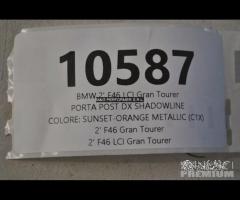 10587
BMW 2' F46 LCI Gran Tourer
PORTA POST DX SHADOWLINE
COLORE: SUNSET-ORANGE METALLIC (C1X)
2' F46 Gran Tourer
2' F46 LCI Gran Tourer
PREMIUM